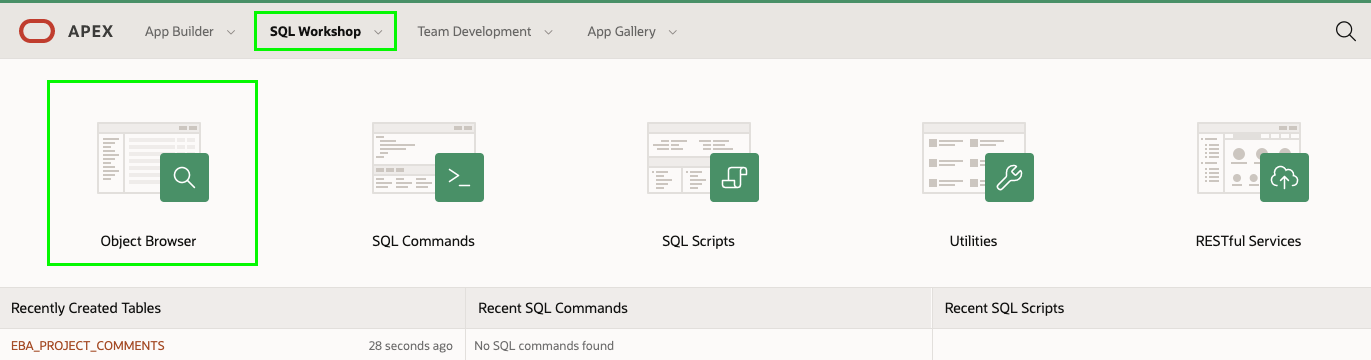 APEX App Builder SQL Workshop Team Development App Gallery
Object Browser SQL Commands SQL Scripts Utilities RESTful Services
Recently Created Tables Recent SQL Commands Recent SQL Scripts
EBA_PROJECT_COMMENTS 28 seconds ago No SQL commands found